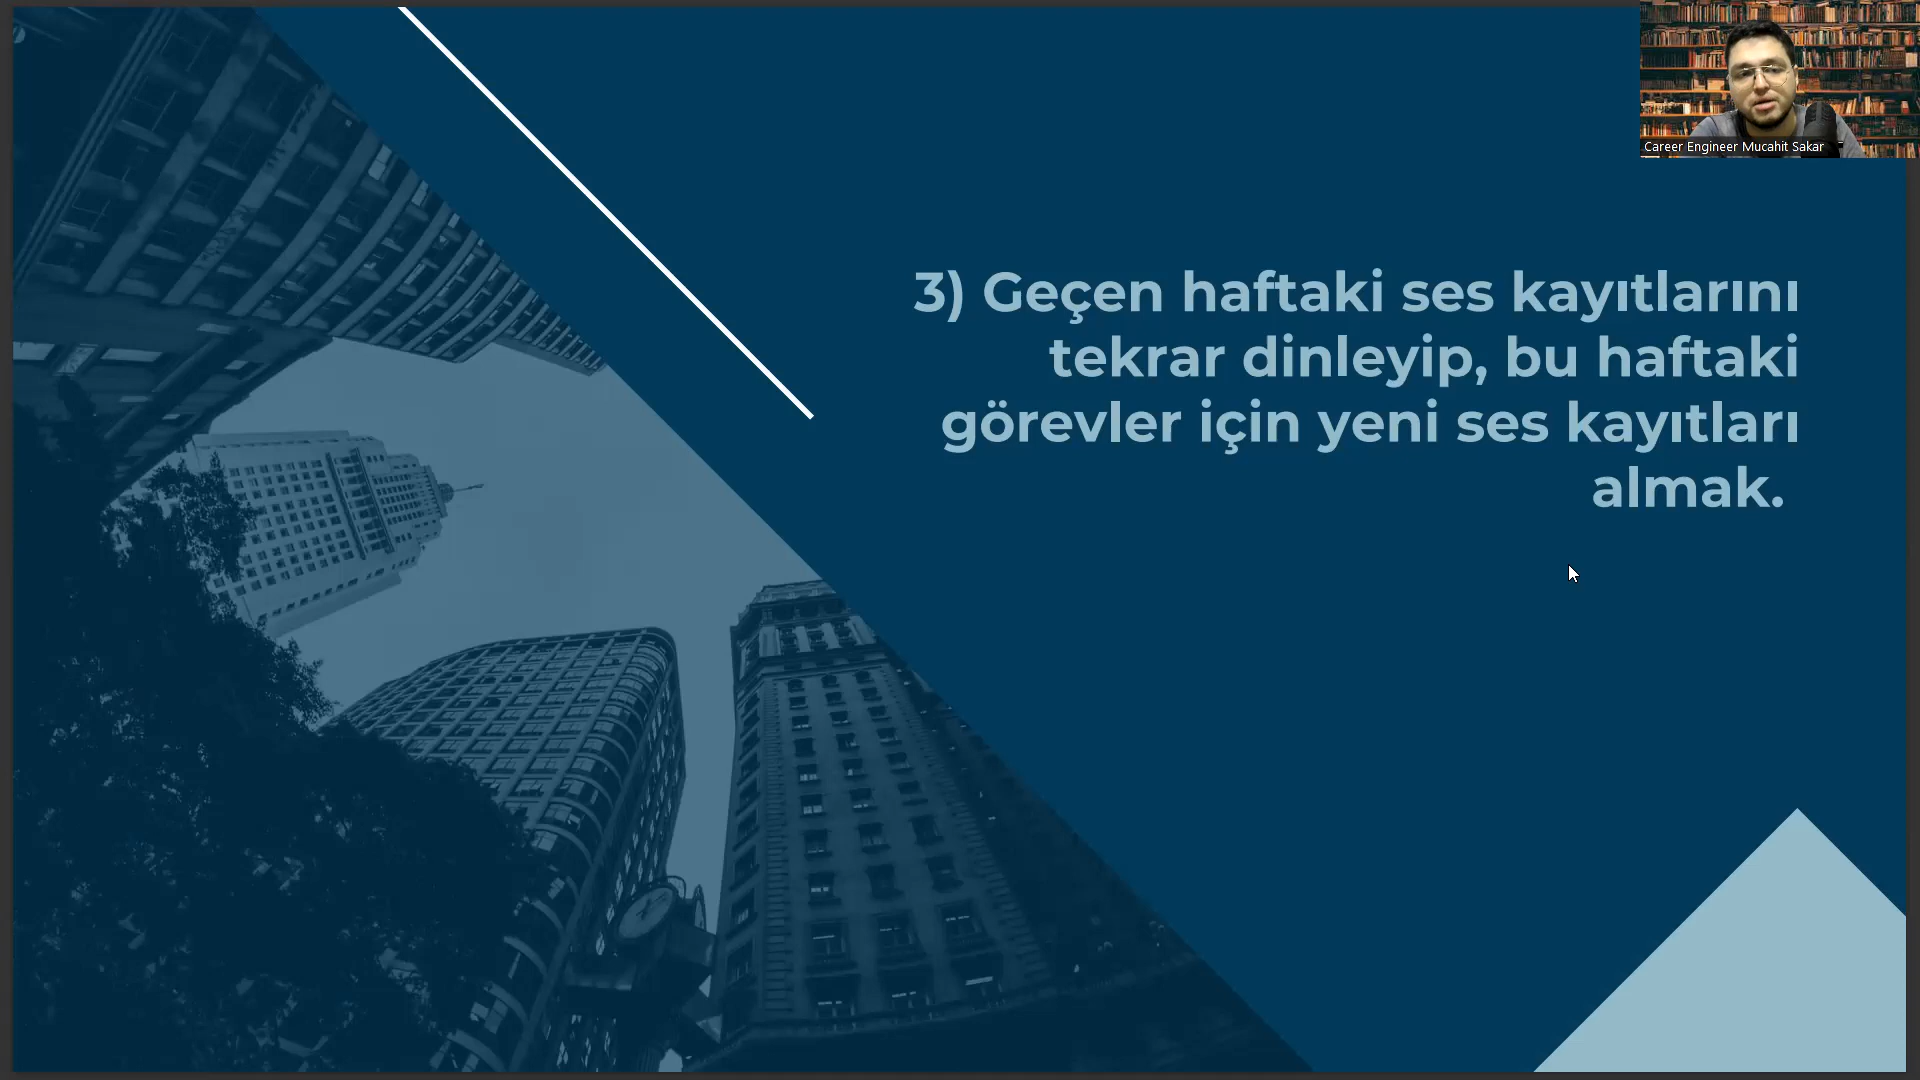 Career Engineer Mucahit Sakar
3) Geçen haftaki ses kayıtlarını
tekrar dinleyip, bu haftaki
görevler için yeni ses kayıtları
almak.